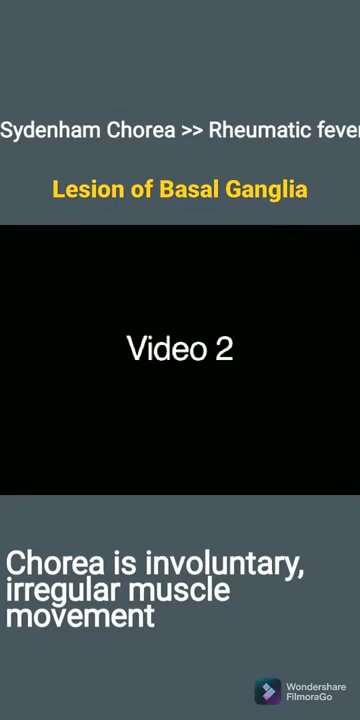 Sydenham Chorea >> Rheumatic fever
Lesion of Basal Ganglia
Video 2
Chorea is involuntary,
irregular muscle
movement
Wondershare
FilmoraGo